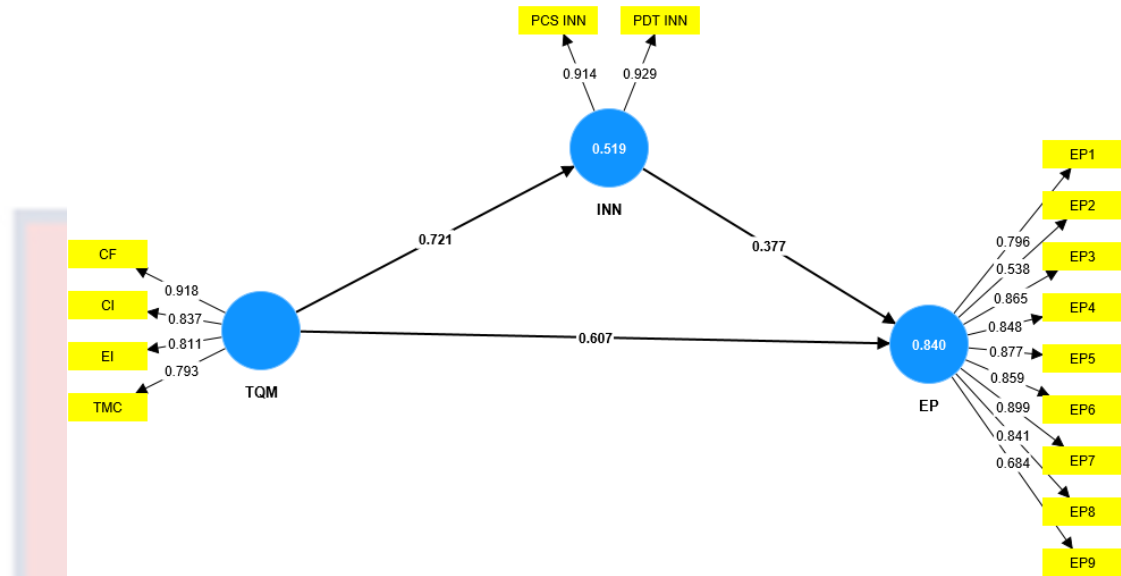 PCS INN
PDT INN
0.914
0.929
0.519
INN
0.721
0.377
CF
CI
EI
TMC
0.918
0.837
0.811
0.793
TQM
0.607
0.840
EP
0.796
0.538
0.865
0.848
0.877
0.859
0.899
0.841
0.684
EP1
EP2
EP3
EP4
EP5
EP6
EP7
EP8
EP9